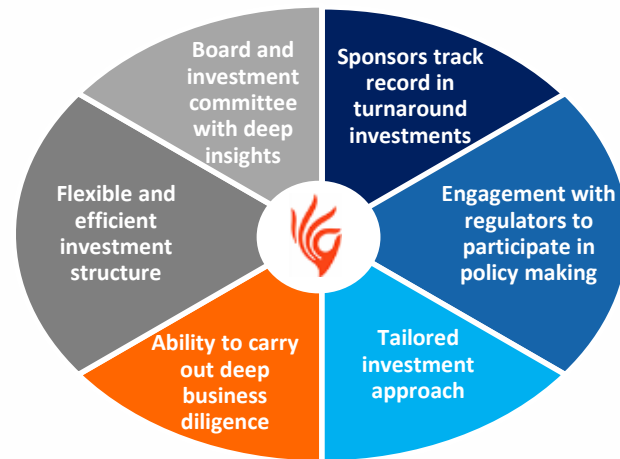 Board and
investment
committee
with deep
insights
Sponsors track
record in
turnaround
investments
Flexible and
efficient
investment
structure
Engagement with
regulators to
participate in
policy making
Ability to carry
out deep
business
diligence
Tailored
investment
approach